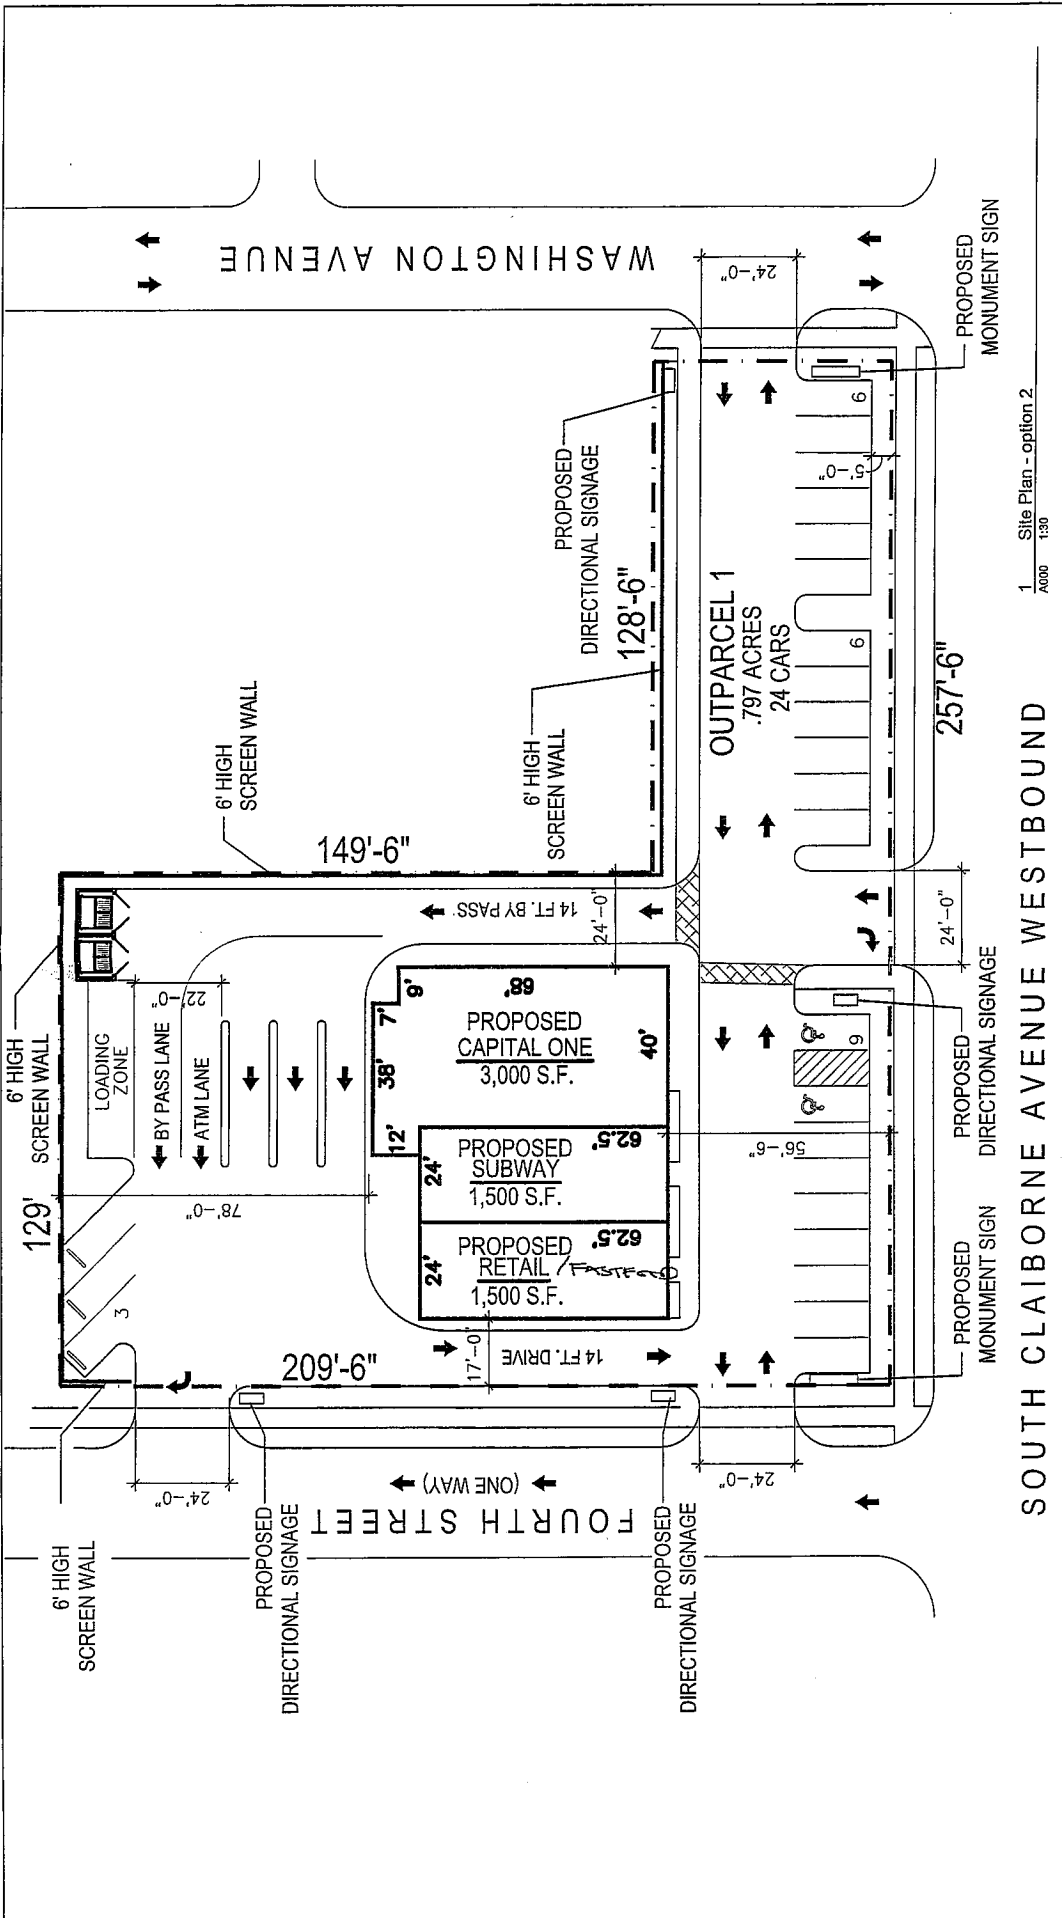 WASHINGTON AVENUE
24'-0"
PROPOSED
MONUMENT SIGN
PROPOSED
DIRECTIONAL SIGNAGE
128'-6"
6' HIGH
SCREEN WALL
6
5'-0"
6
OUTPARCEL 1
.797 ACRES
24 CARS
257'-6"
1 Site Plan - option 2
A000 1:30
6' HIGH
SCREEN WALL
149'-6"
14 FT. BY PASS
24'-0"
24'-0"
6' HIGH
SCREEN WALL
129'
LOADING
ZONE
22'-0"
BY PASS LANE
ATM LANE
78'-0"
3
7'
9'
38'
12'
68'
40'
PROPOSED
CAPITAL ONE
3,000 S.F.
24'
62.5'
PROPOSED
SUBWAY
1,500 S.F.
24'
62.5'
PROPOSED
RETAIL / FASTFOOD
1,500 S.F.
56'-6"
9
PROPOSED
DIRECTIONAL SIGNAGE
PROPOSED
MONUMENT SIGN
209'-6"
17'-0"
14 FT. DRIVE
24'-0"
24'-0"
(ONE WAY)
FOURTH STREET
6' HIGH
SCREEN WALL
PROPOSED
DIRECTIONAL SIGNAGE
PROPOSED
DIRECTIONAL SIGNAGE
SOUTH CLAIBORNE AVENUE WESTBOUND